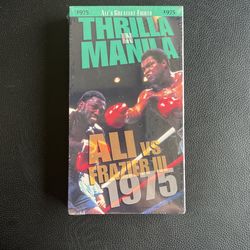 1975 ALI'S GREATEST FIGHTS 1975
THRILLA
IN
MANILA
ALI VS
FRAZIER III
1975